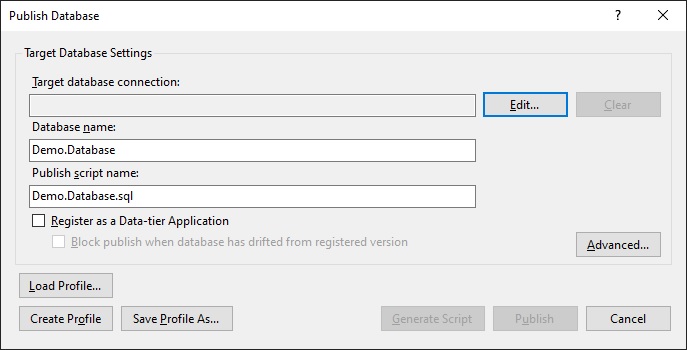 Publish Database
?
Target Database Settings
Target database connection:
Edit...
Clear
Database name:
Demo.Database
Publish script name:
Demo.Database.sql
Register as a Data-tier Application
Block publish when database has drifted from registered version
Advanced...
Load Profile...
Create Profile
Save Profile As...
Generate Script
Publish
Cancel